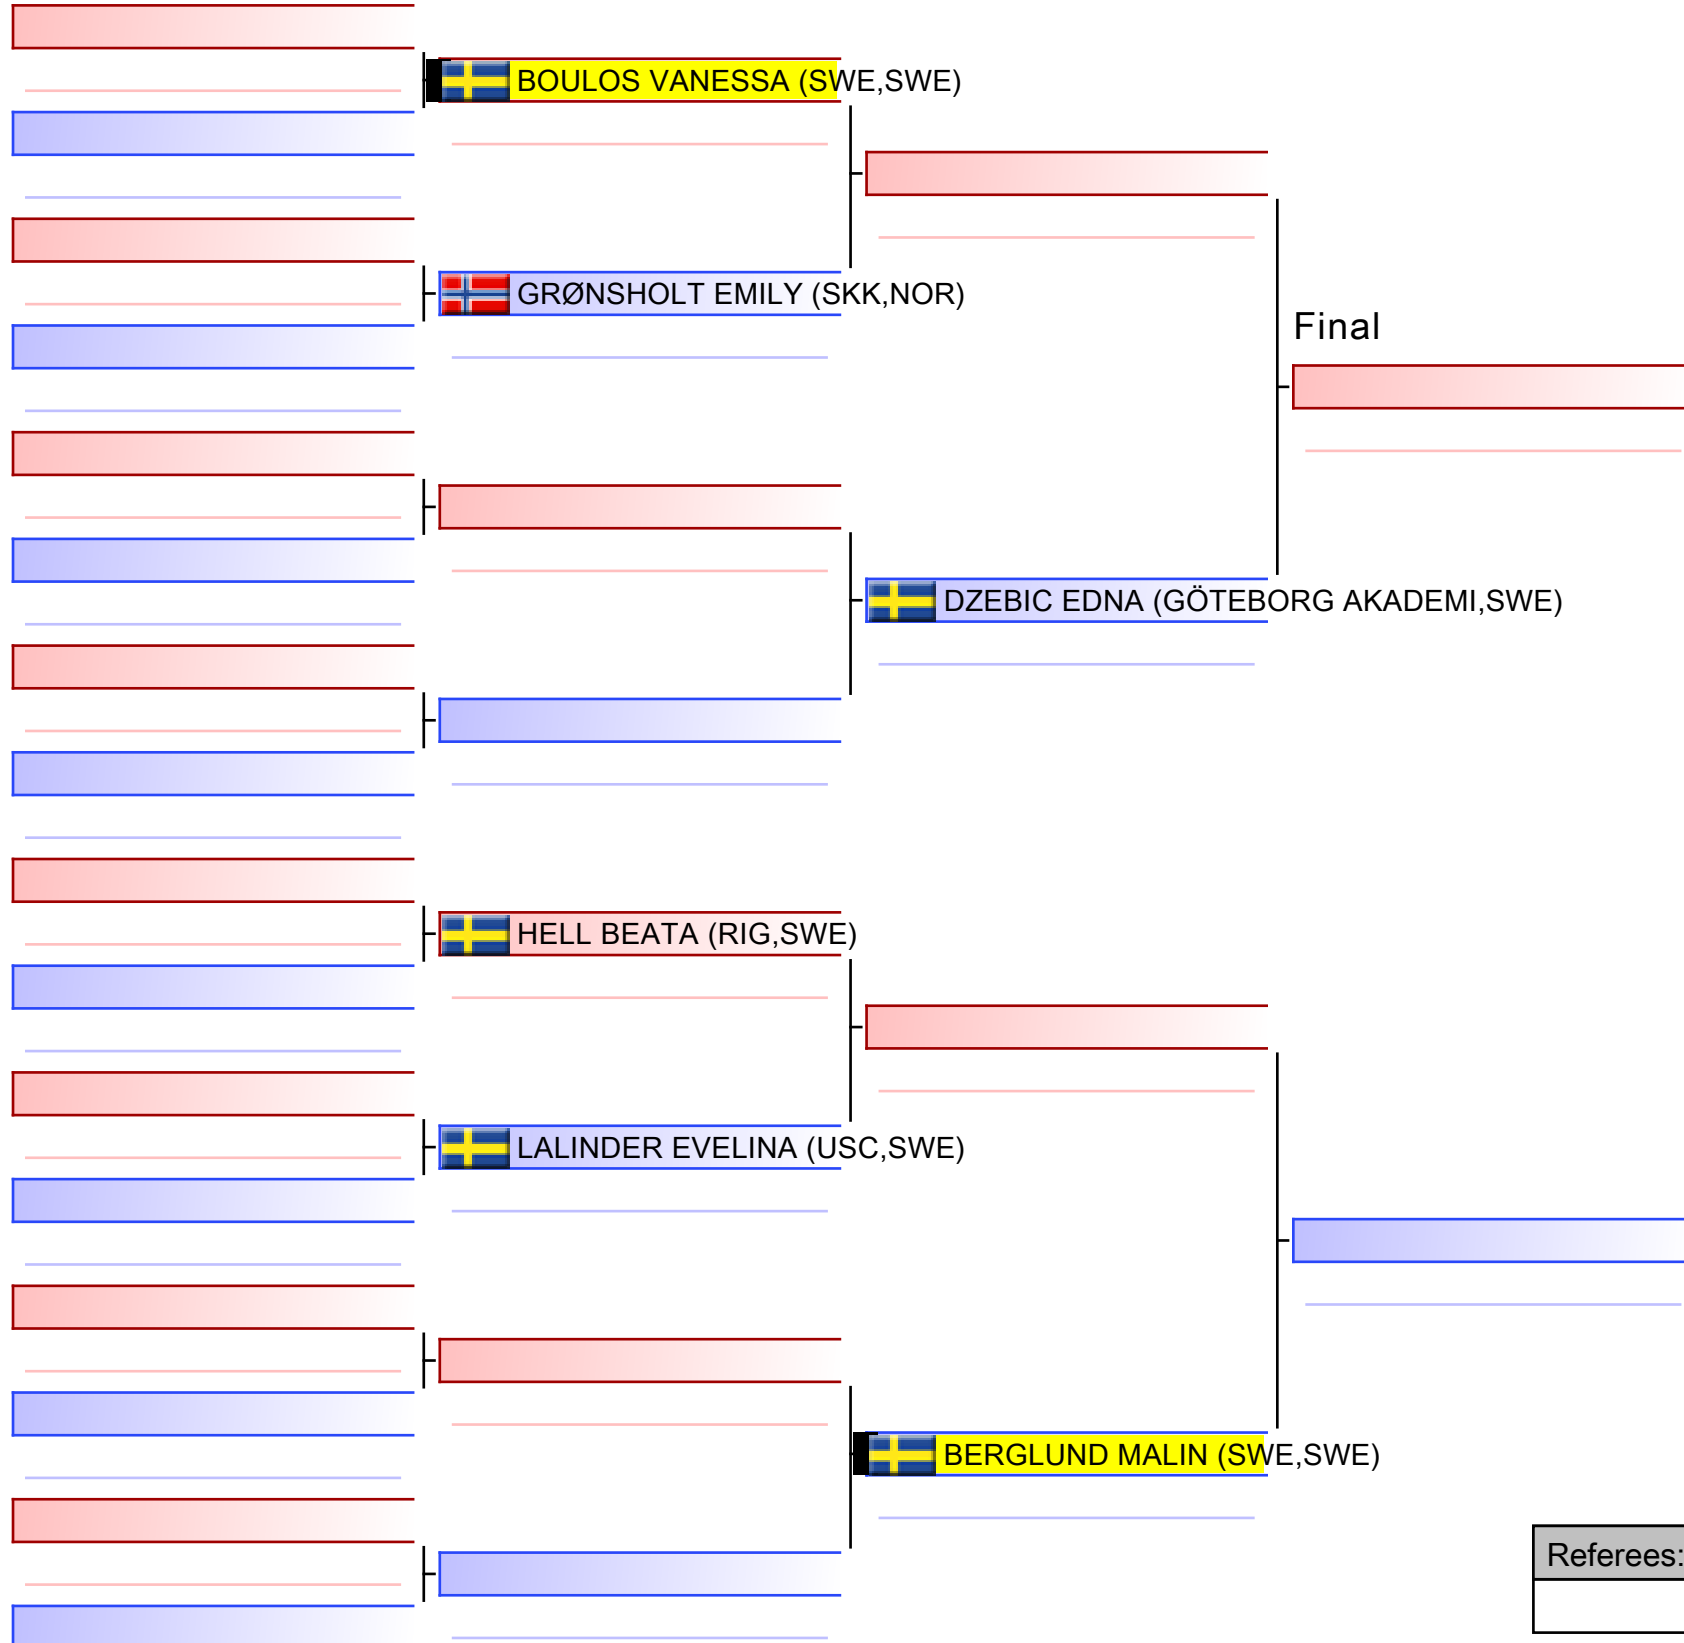 BOULOS VANESSA (SWE,SWE)
GRØNSHOLT EMILY (SKK,NOR)
Final
DZEBIC EDNA (GÖTEBORG AKADEMI,SWE)
HELL BEATA (RIG,SWE)
LALINDER EVELINA (USC,SWE)
BERGLUND MALIN (SWE,SWE)
Referees: